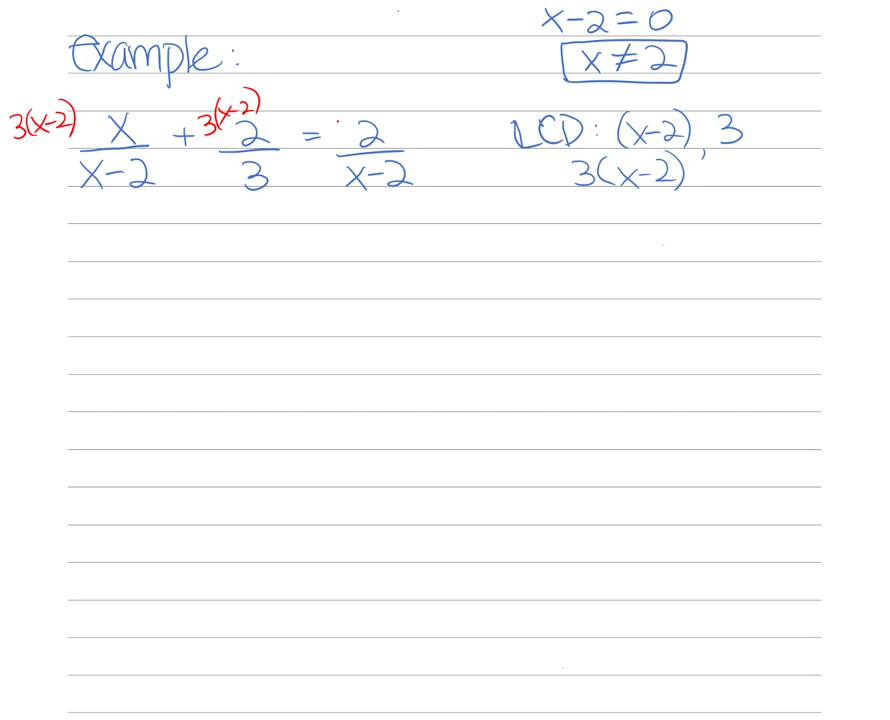 x-2=0
Example:
x≠2
3(x-2) x/(x-2) + 3(x-2) 2/3 = 2/(x-2)
LCD: (x-2), 3
3(x-2)